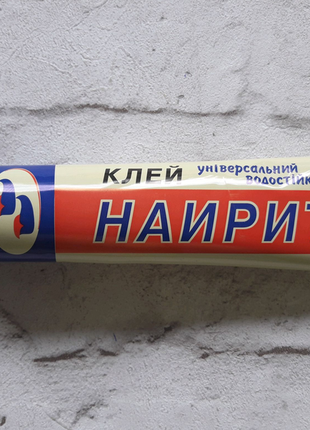 КЛЕЙ універсальний
водостійк
НАИРИТ